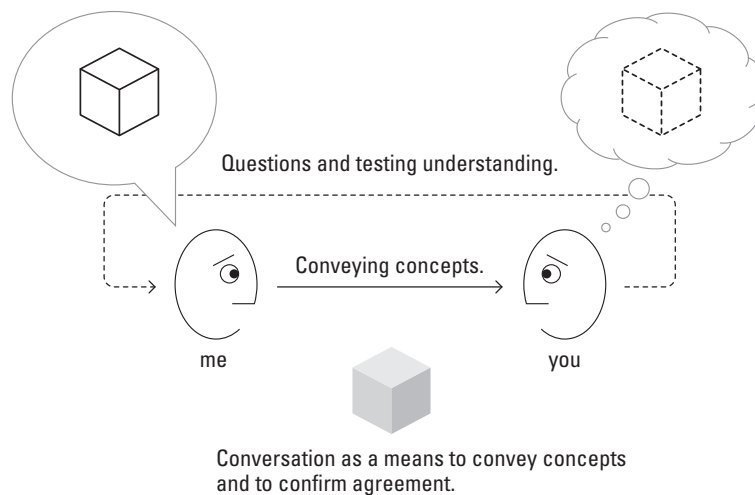 Questions and testing understanding.
Conveying concepts.
me
you
Conversation as a means to convey concepts
and to confirm agreement.